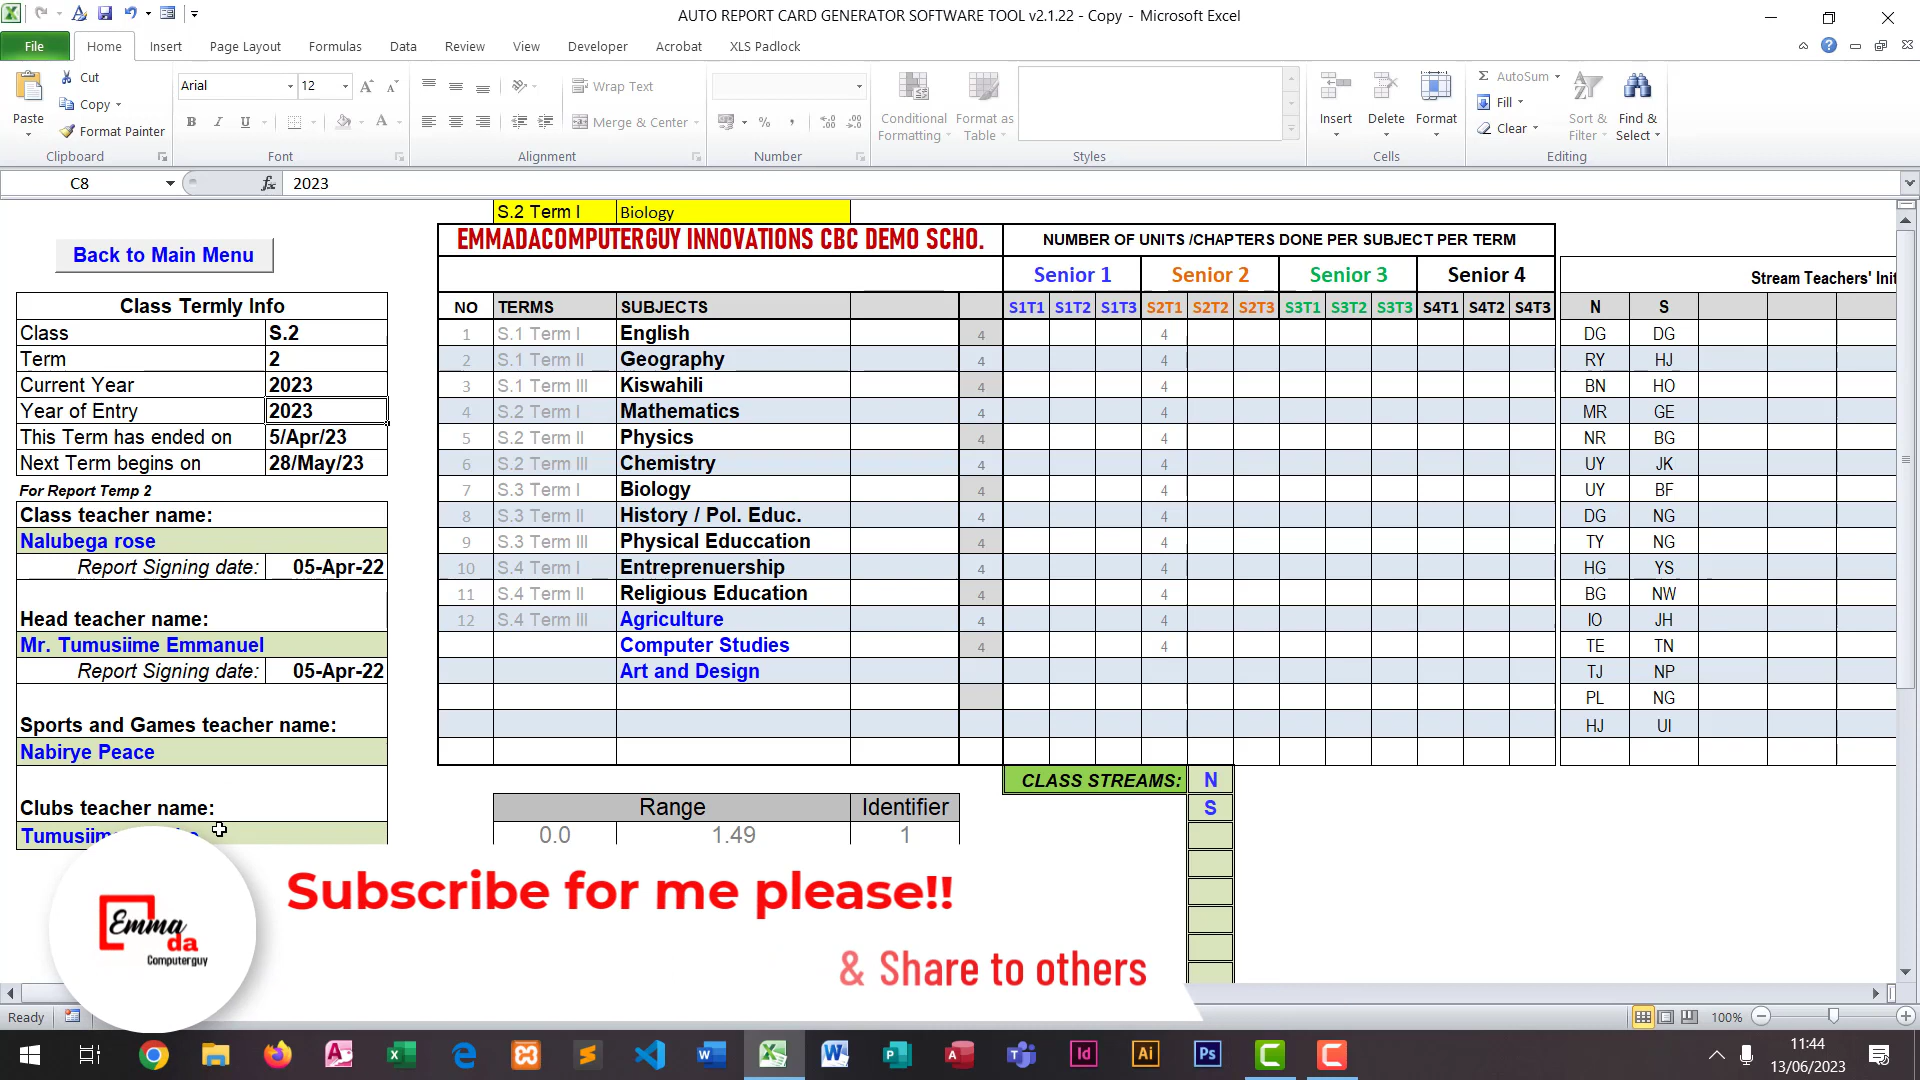 AUTO REPORT CARD GENERATOR SOFTWARE TOOL v2.1.22 - Copy - Microsoft Excel
File Home Insert Page Layout Formulas Data Review View Developer Acrobat XLS Padlock
Paste
Cut
Copy
Format Painter
Clipboard
Arial 12
Font
Wrap Text
Merge & Center
Alignment
Number
Conditional Formatting
Format as Table
Styles
Insert
Delete
Format
Cells
AutoSum
Fill
Clear
Sort & Filter
Find & Select
Editing
C8 fx 2023
S.2 Term I Biology
Back to Main Menu
Class Termly Info
Class S.2
Term 2
Current Year 2023
Year of Entry 2023
This Term has ended on 5/Apr/23
Next Term begins on 28/May/23
For Report Temp 2
Class teacher name:
Nalubega rose
Report Signing date: 05-Apr-22
Head teacher name:
Mr. Tumusiime Emmanuel
Report Signing date: 05-Apr-22
Sports and Games teacher name:
Nabirye Peace
Clubs teacher name:
EMMADACOMPUTERGUY INNOVATIONS CBC DEMO SCHO.
NUMBER OF UNITS /CHAPTERS DONE PER SUBJECT PER TERM
Senior 1 Senior 2 Senior 3 Senior 4
NO TERMS SUBJECTS S1T1 S1T2 S1T3 S2T1 S2T2 S2T3 S3T1 S3T2 S3T3 S4T1 S4T2 S4T3
1 S.1 Term I English 4 4
2 S.1 Term II Geography 4 4
3 S.1 Term III Kiswahili 4 4
4 S.2 Term I Mathematics 4 4
5 S.2 Term II Physics 4 4
6 S.2 Term III Chemistry 4 4
7 S.3 Term I Biology 4 4
8 S.3 Term II History / Pol. Educ. 4 4
9 S.3 Term III Physical Educcation 4 4
10 S.4 Term I Entreprenuership 4 4
11 S.4 Term II Religious Education 4 4
12 S.4 Term III Agriculture 4 4
Computer Studies 4 4
Art and Design
Stream Teachers'
N S
DG DG
RY HJ
BN HO
MR GE
NR BG
UY JK
UY BF
DG NG
TY NG
HG YS
BG NW
IO JH
TE TN
TJ NP
PL NG
HJ UI
CLASS STREAMS: N
S
Range Identifier
0.0 1.49 1
Emma
da
Computerguy
Subscribe for me please!!
& Share to others
Ready
100%
11:44
13/06/2023